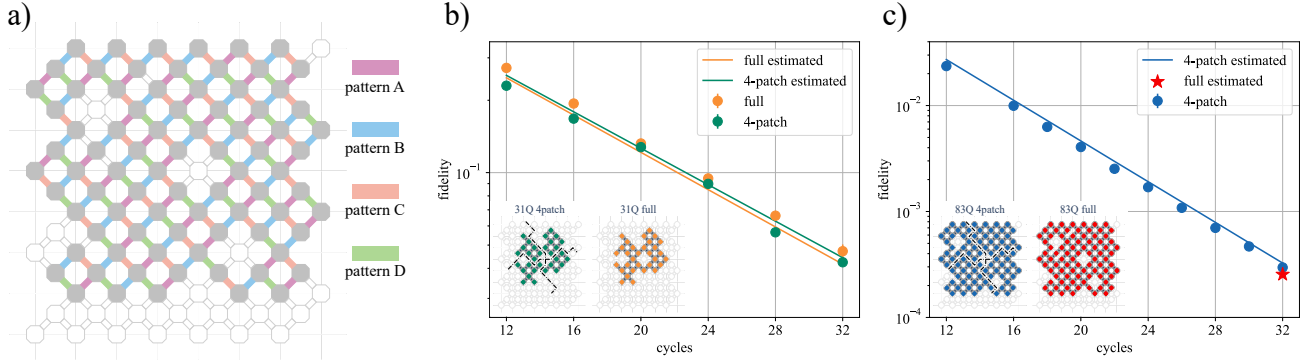 a)
pattern A
pattern B
pattern C
pattern D
b)
fidelity
10⁻¹
full estimated
4-patch estimated
full
4-patch
31Q 4patch
31Q full
12
16
20
24
28
32
cycles
c)
fidelity
10⁻²
10⁻³
10⁻⁴
4-patch estimated
full estimated
4-patch
83Q 4patch
83Q full
12
16
20
24
28
32
cycles